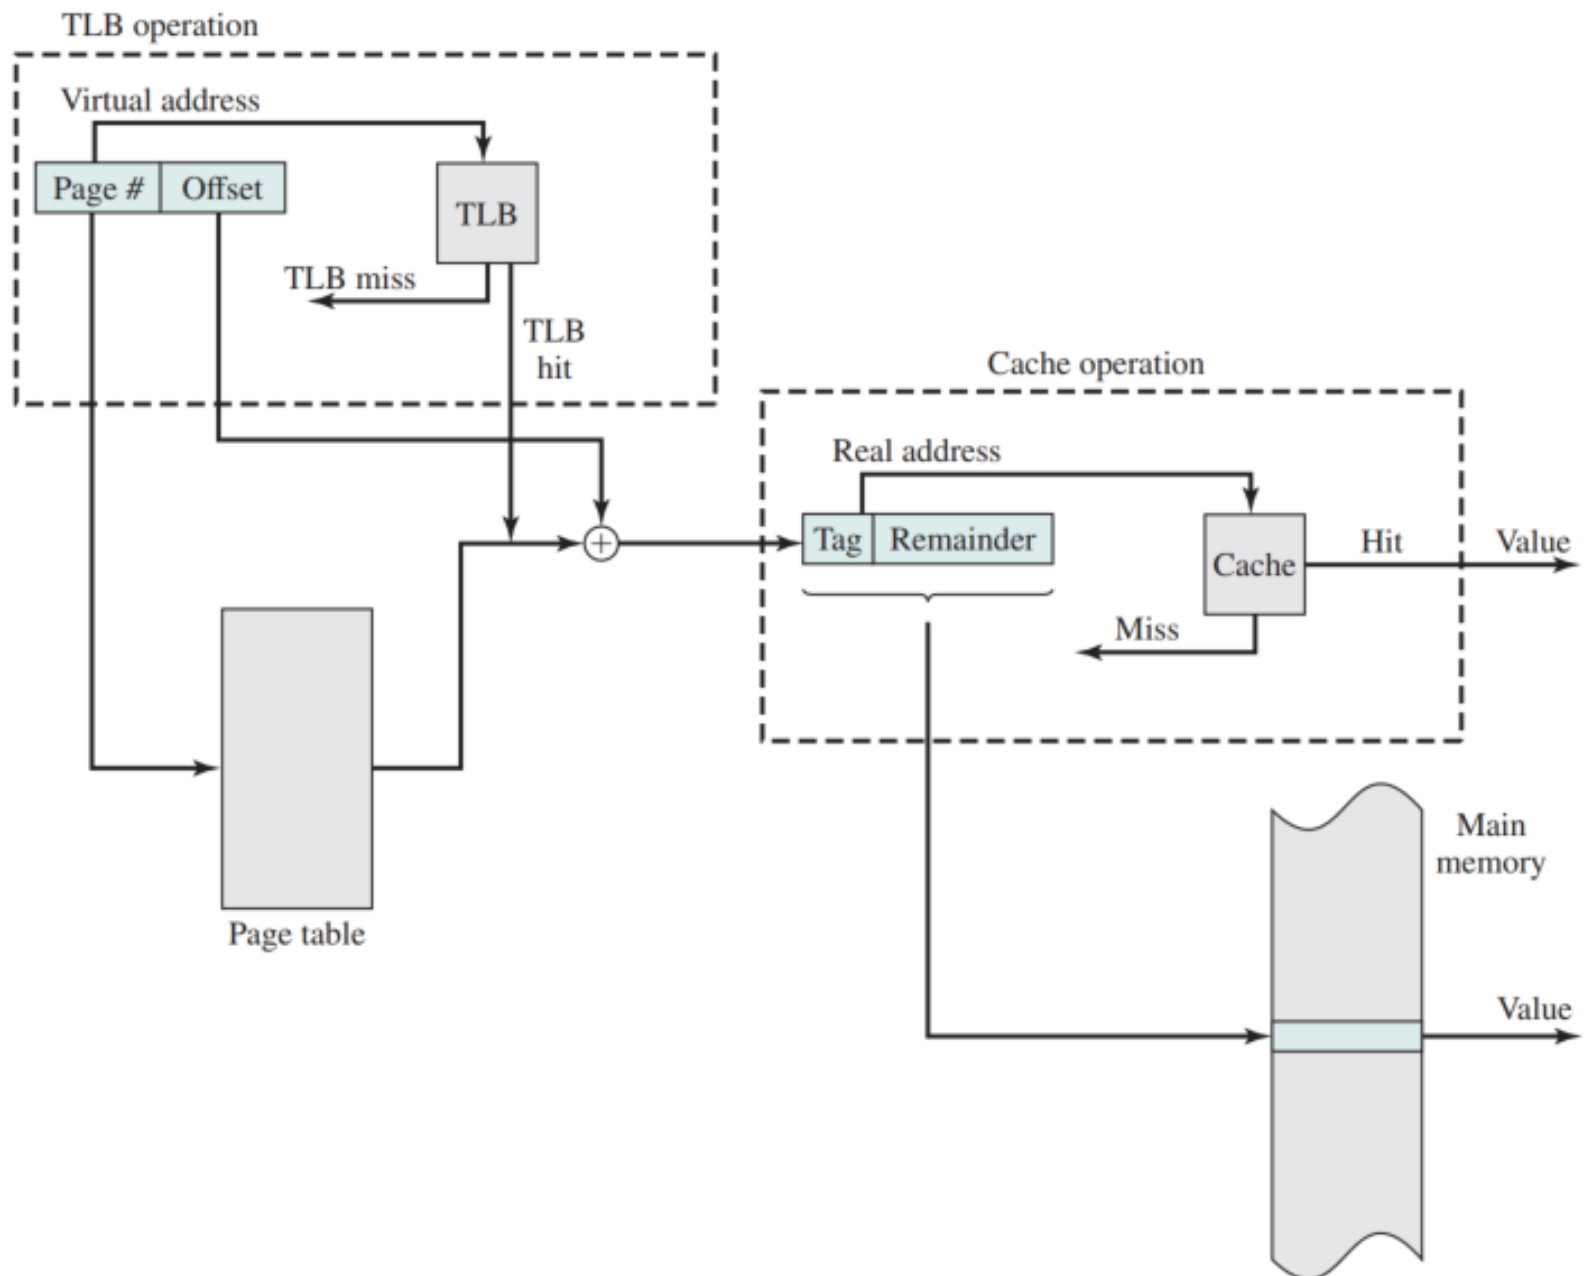 TLB operation
Virtual address
Page #
Offset
TLB
TLB miss
TLB
hit
Cache operation
Real address
Tag
Remainder
Cache
Hit
Value
Miss
Page table
Main
memory
Value